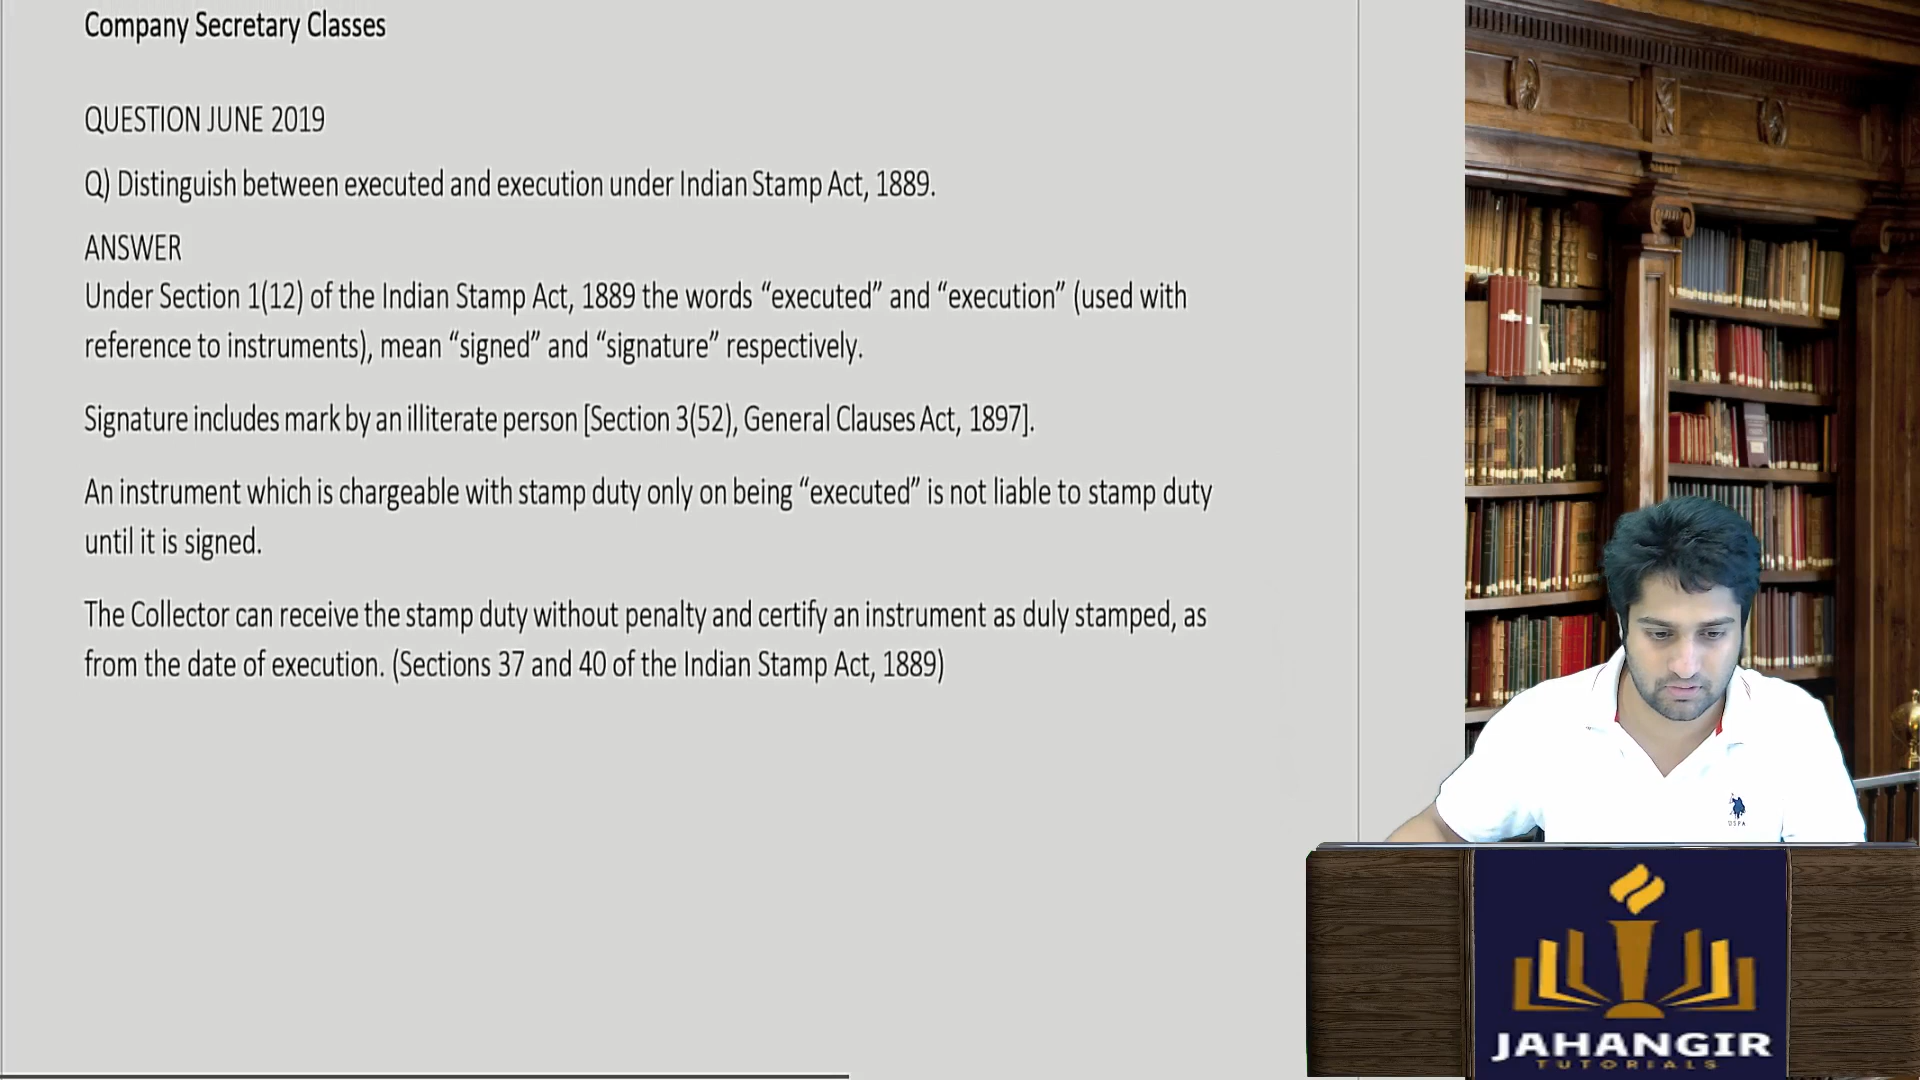 Company Secretary Classes
QUESTION JUNE 2019
Q) Distinguish between executed and execution under Indian Stamp Act, 1889.
ANSWER
Under Section 1(12) of the Indian Stamp Act, 1889 the words “executed” and “execution” (used with
reference to instruments), mean “signed” and “signature” respectively.
Signature includes mark by an illiterate person [Section 3(52), General Clauses Act, 1897].
An instrument which is chargeable with stamp duty only on being “executed” is not liable to stamp duty
until it is signed.
The Collector can receive the stamp duty without penalty and certify an instrument as duly stamped, as
from the date of execution. (Sections 37 and 40 of the Indian Stamp Act, 1889)
USPA
JAHANGIR
TUTORIALS